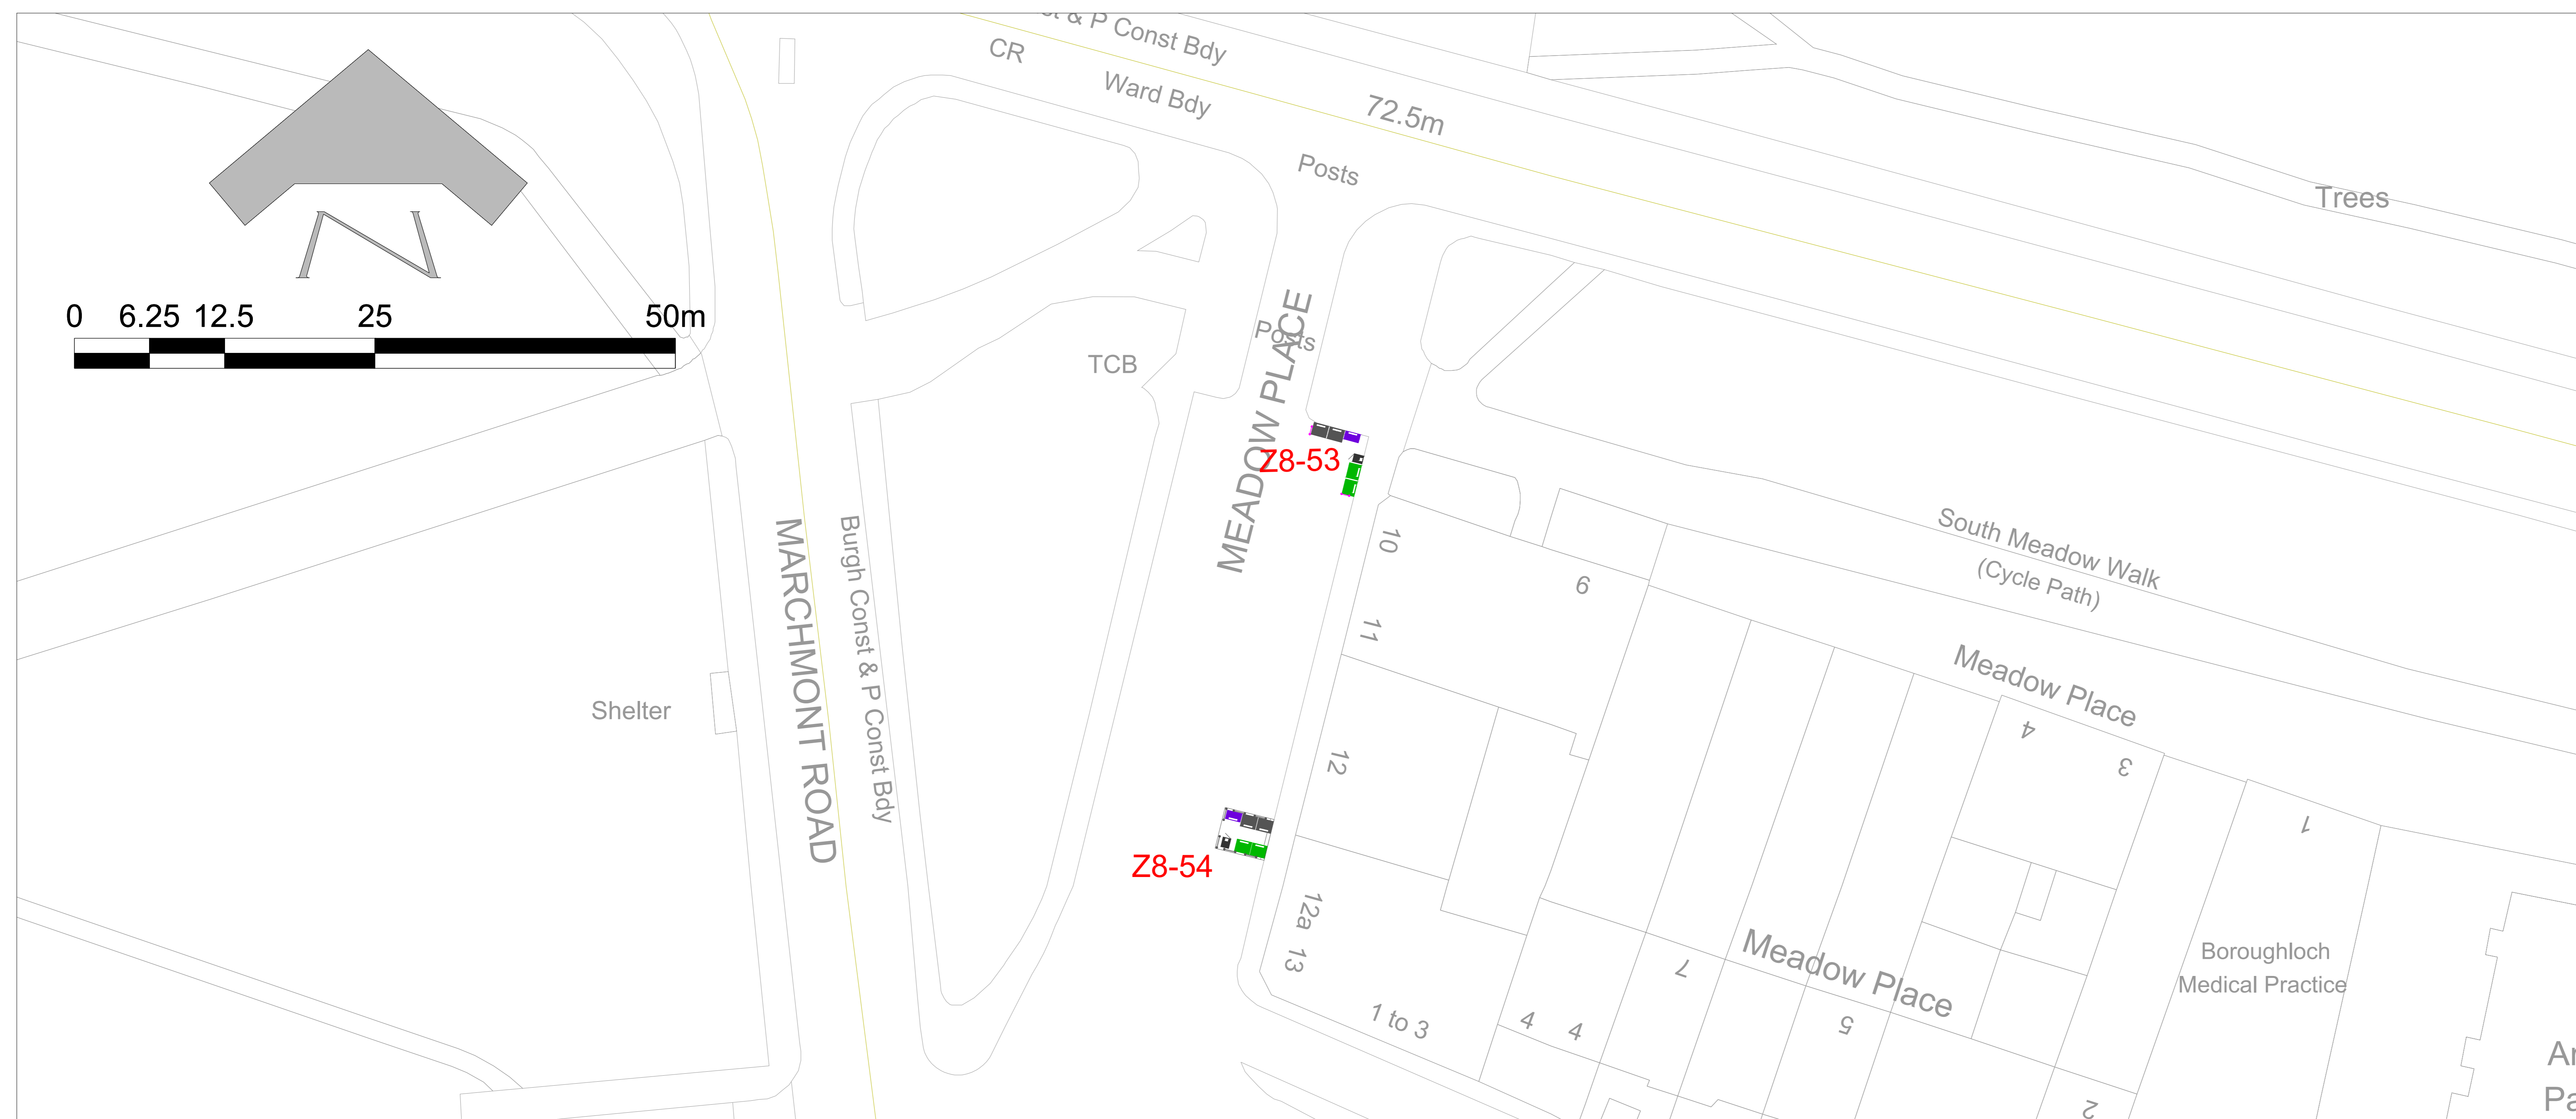 P Const Bdy
CR
Ward Bdy
72.5m
Posts
Trees
N
0 6.25 12.5 25 50m
Posts
MEADOW PLACE
TCB
Z8-53
MARCHMONT ROAD
Burgh Const & P Const Bdy
South Meadow Walk
(Cycle Path)
10
6
11
Meadow Place
Shelter
12
4
3
1
Z8-54
12a
13
Meadow Place
Boroughloch
Medical Practice
7
5
1 to 3
4 4
2